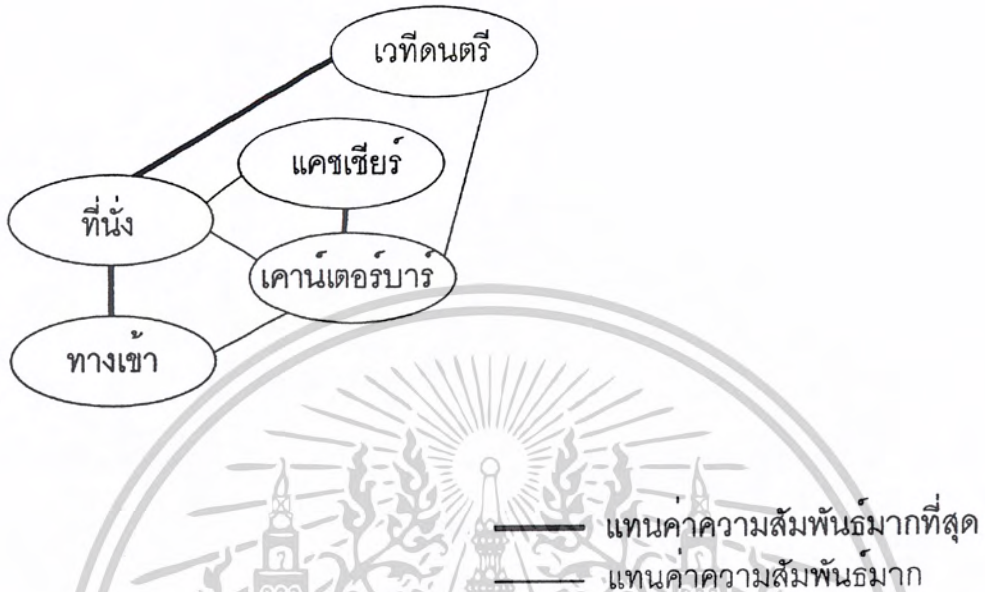 เวทีดนตรี
แคชเชียร์
ที่นั่ง
เคาน์เตอร์บาร์
ทางเข้า
แทนค่าความสัมพันธ์มากที่สุด
แทนค่าความสัมพันธ์มาก